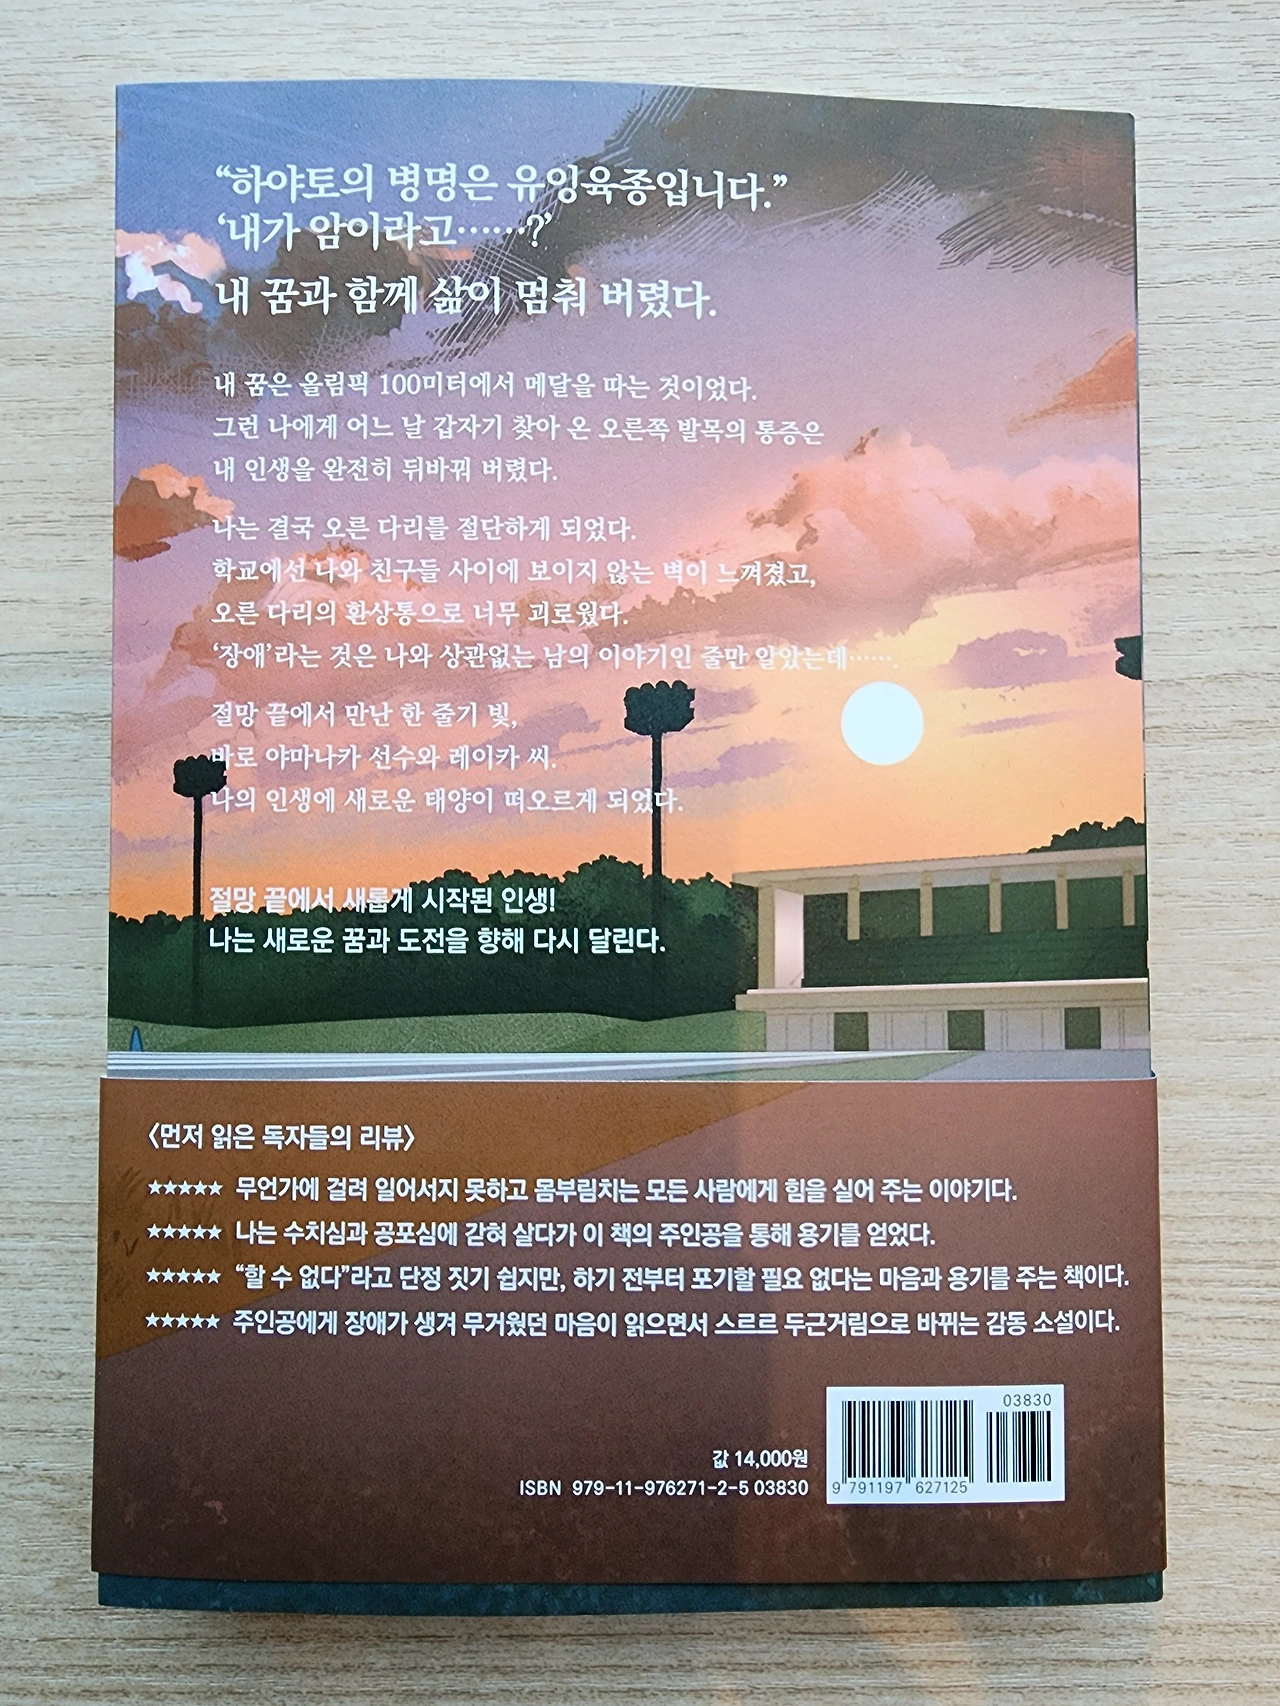 “하야토의 병명은 유잉육종입니다.”
‘내가 암이라고……?’
내 꿈과 함께 삶이 멈춰 버렸다.
내 꿈은 올림픽 100미터에서 메달을 따는 것이었다.
그런 나에게 어느 날 갑자기 찾아 온 오른쪽 발목의 통증은
내 인생을 완전히 뒤바꿔 버렸다.
나는 결국 오른 다리를 절단하게 되었다.
학교에선 나와 친구들 사이에 보이지 않는 벽이 느껴졌고,
오른 다리의 환상통으로 너무 괴로웠다.
‘장애’라는 것은 나와 상관없는 남의 이야기인 줄만 알았는데…….
절망 끝에서 만난 한 줄기 빛,
바로 야마나카 선수와 레이카 씨.
나의 인생에 새로운 태양이 떠오르게 되었다.
절망 끝에서 새롭게 시작된 인생!
나는 새로운 꿈과 도전을 향해 다시 달린다.
〈먼저 읽은 독자들의 리뷰〉
★★★★★ 무언가에 걸려 일어서지 못하고 몸부림치는 모든 사람에게 힘을 실어 주는 이야기다.
★★★★★ 나는 수치심과 공포심에 갇혀 살다가 이 책의 주인공을 통해 용기를 얻었다.
★★★★★ “할 수 없다”라고 단정 짓기 쉽지만, 하기 전부터 포기할 필요 없다는 마음과 용기를 주는 책이다.
★★★★★ 주인공에게 장애가 생겨 무거웠던 마음이 읽으면서 스르르 두근거림으로 바뀌는 감동 소설이다.
03830
값 14,000원
ISBN 979-11-976271-2-5 03830
9 791197 627125